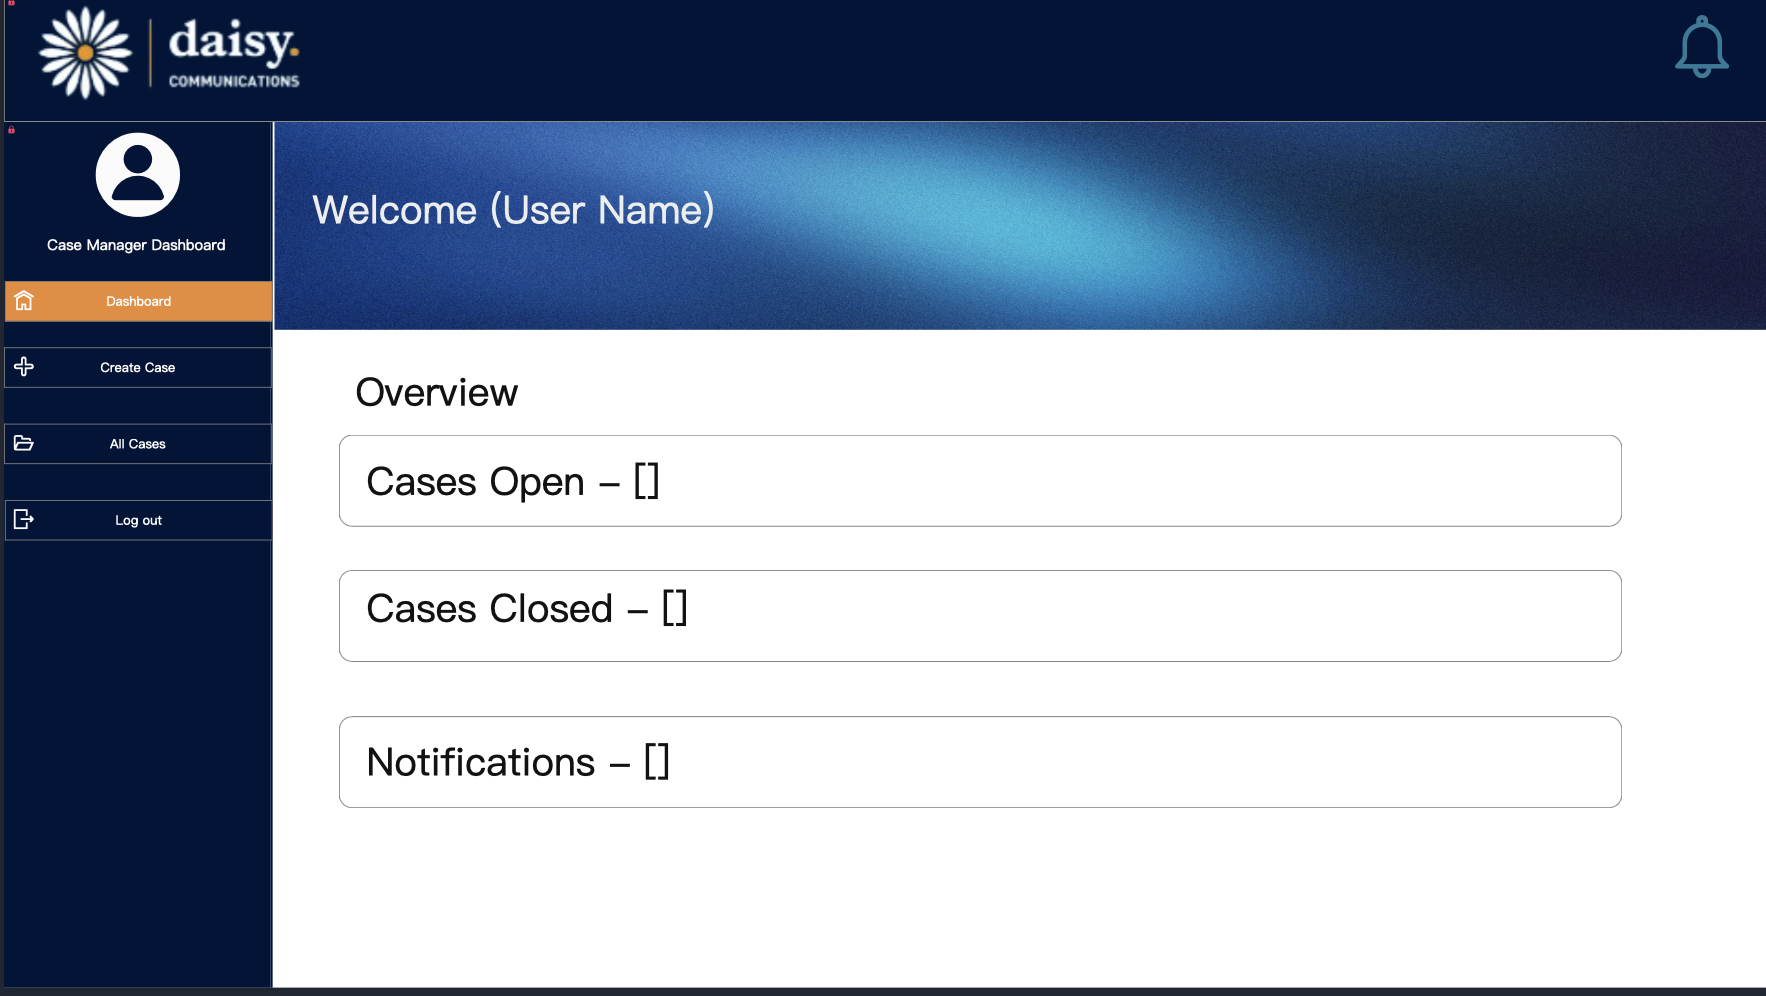 daisy.
COMMUNICATIONS
Case Manager Dashboard
Dashboard
Create Case
All Cases
Log out
Welcome (User Name)
Overview
Cases Open – []
Cases Closed – []
Notifications – []